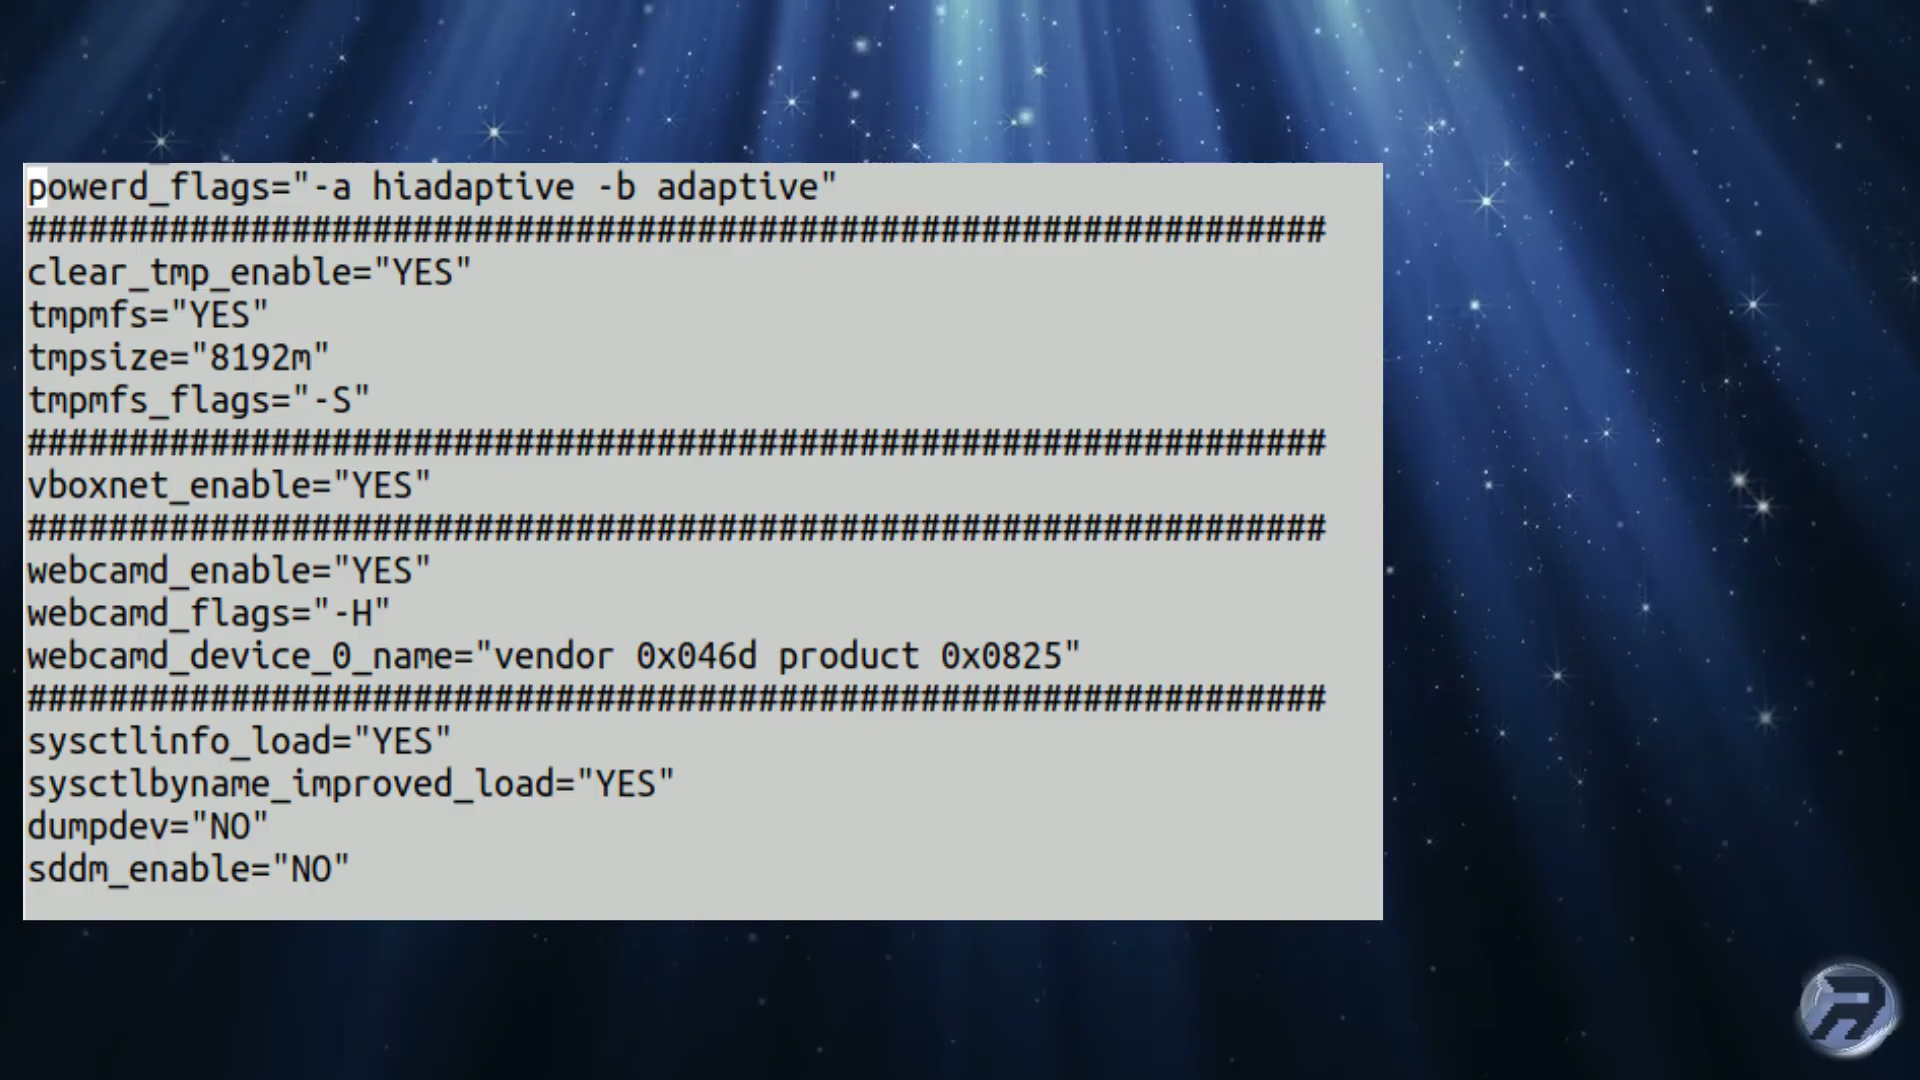 powerd_flags="-a hiadaptive -b adaptive"
################################################################
clear_tmp_enable="YES"
tmpmfs="YES"
tmpsize="8192m"
tmpmfs_flags="-S"
################################################################
vboxnet_enable="YES"
################################################################
webcamd_enable="YES"
webcamd_flags="-H"
webcamd_device_0_name="vendor 0x046d product 0x0825"
################################################################
sysctlinfo_load="YES"
sysctlbyname_improved_load="YES"
dumpdev="NO"
sddm_enable="NO"